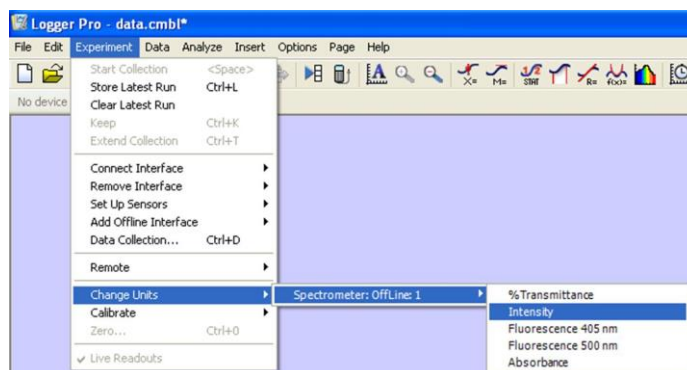 Logger Pro - data.cmbl*
File Edit Experiment Data Analyze Insert Options Page Help
No device
Start Collection <Space>
Store Latest Run Ctrl+L
Clear Latest Run
Keep Ctrl+K
Extend Collection Ctrl+T
Connect Interface
Remove Interface
Set Up Sensors
Add Offline Interface
Data Collection... Ctrl+D
Remote
Change Units
Spectrometer: OffLine: 1
%Transmittance
Intensity
Fluorescence 405 nm
Fluorescence 500 nm
Absorbance
Calibrate
Zero... Ctrl+0
Live Readouts
X=
M=
1/2
STAT
R=
f(x)=